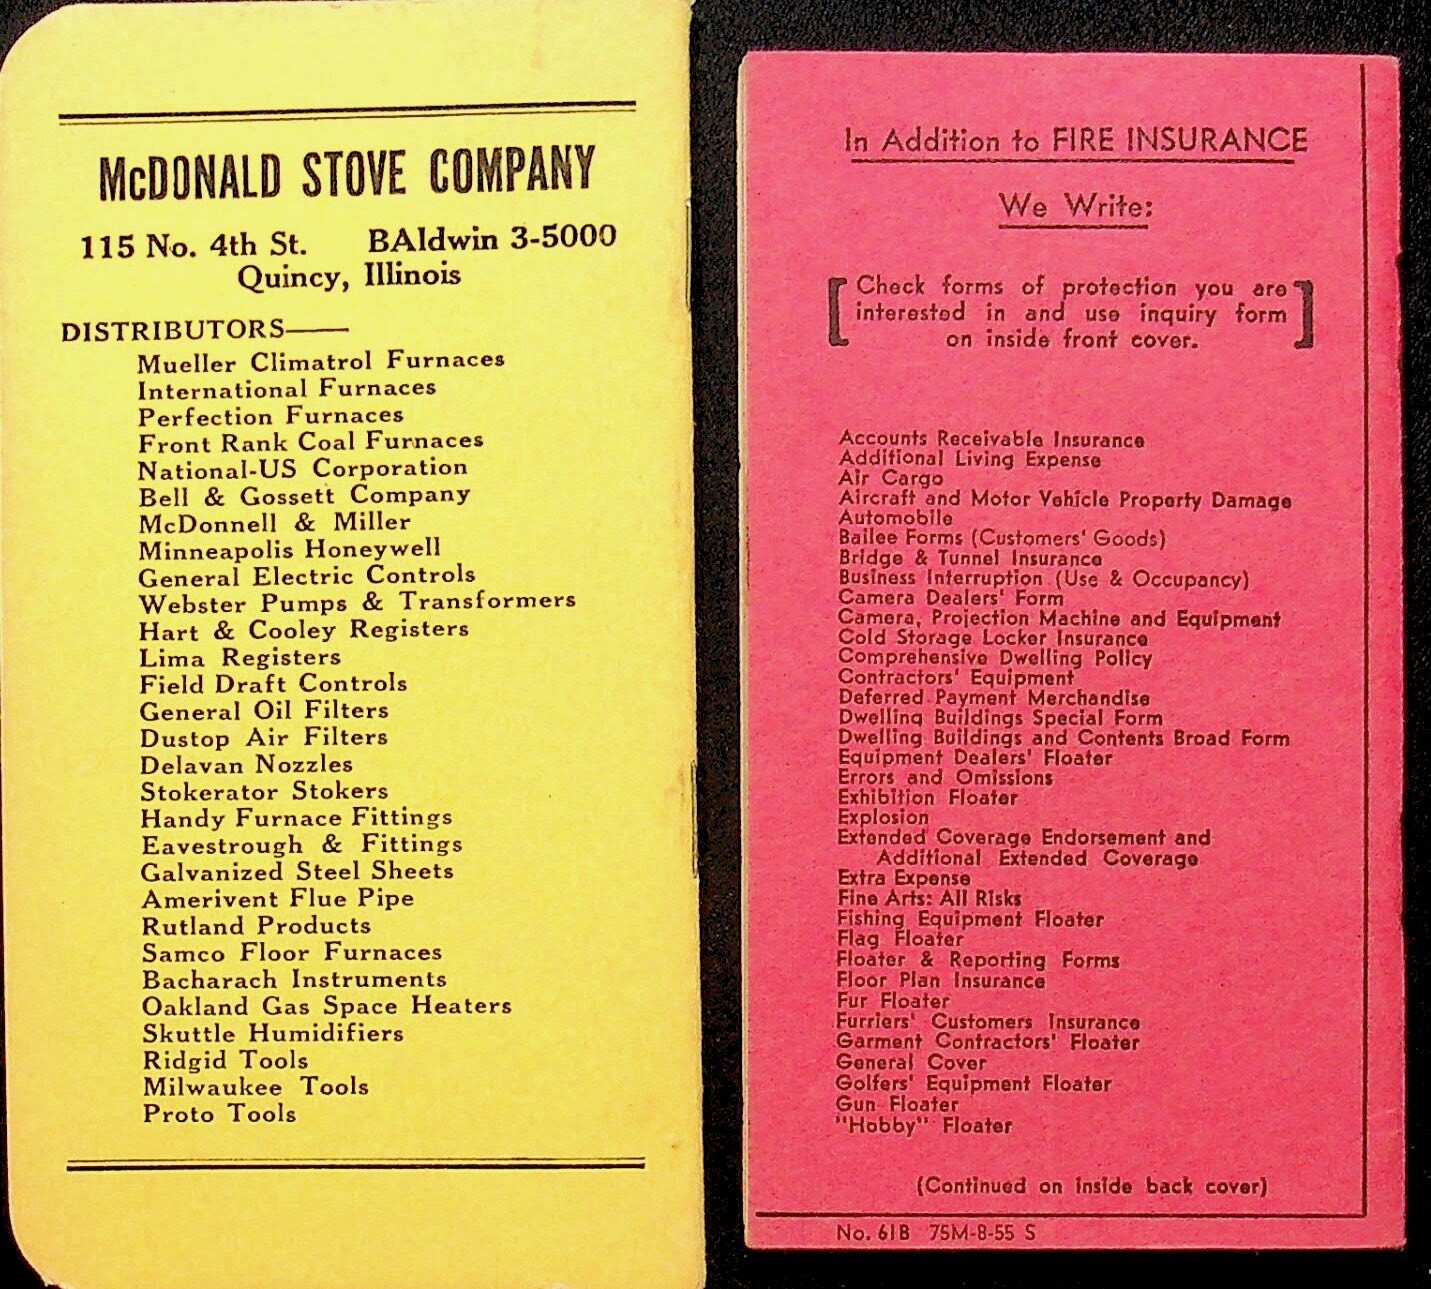 McDONALD STOVE COMPANY
115 No. 4th St. BAldwin 3-5000
Quincy, Illinois
DISTRIBUTORS——
Mueller Climatrol Furnaces
International Furnaces
Perfection Furnaces
Front Rank Coal Furnaces
National-US Corporation
Bell & Gossett Company
McDonnell & Miller
Minneapolis Honeywell
General Electric Controls
Webster Pumps & Transformers
Hart & Cooley Registers
Lima Registers
Field Draft Controls
General Oil Filters
Dustop Air Filters
Delavan Nozzles
Stokerator Stokers
Handy Furnace Fittings
Eavestrough & Fittings
Galvanized Steel Sheets
Amerivent Flue Pipe
Rutland Products
Samco Floor Furnaces
Bacharach Instruments
Oakland Gas Space Heaters
Skuttle Humidifiers
Ridgid Tools
Milwaukee Tools
Proto Tools
In Addition to FIRE INSURANCE
We Write:
[Check forms of protection you are
interested in and use inquiry form
on inside front cover.]
Accounts Receivable Insurance
Additional Living Expense
Air Cargo
Aircraft and Motor Vehicle Property Damage
Automobile
Bailee Forms (Customers' Goods)
Bridge & Tunnel Insurance
Business Interruption (Use & Occupancy)
Camera Dealers' Form
Camera, Projection Machine and Equipment
Cold Storage Locker Insurance
Comprehensive Dwelling Policy
Contractors' Equipment
Deferred Payment Merchandise
Dwelling Buildings Special Form
Dwelling Buildings and Contents Broad Form
Equipment Dealers' Floater
Errors and Omissions
Exhibition Floater
Explosion
Extended Coverage Endorsement and
Additional Extended Coverage
Extra Expense
Fine Arts: All Risks
Fishing Equipment Floater
Flag Floater
Floater & Reporting Forms
Floor Plan Insurance
Fur Floater
Furriers' Customers Insurance
Garment Contractors' Floater
General Cover
Golfers' Equipment Floater
Gun Floater
"Hobby" Floater
(Continued on inside back cover)
No. 61B 75M-8-55 S